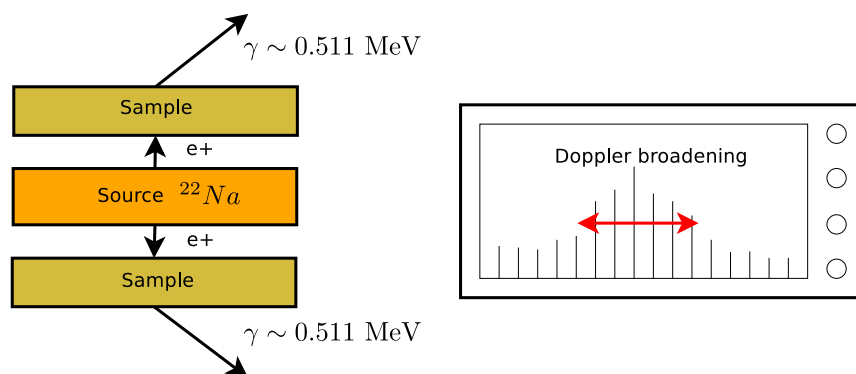 γ ∼ 0.511 MeV
Sample
e+
Source ²²Na
e+
Sample
γ ∼ 0.511 MeV
Doppler broadening